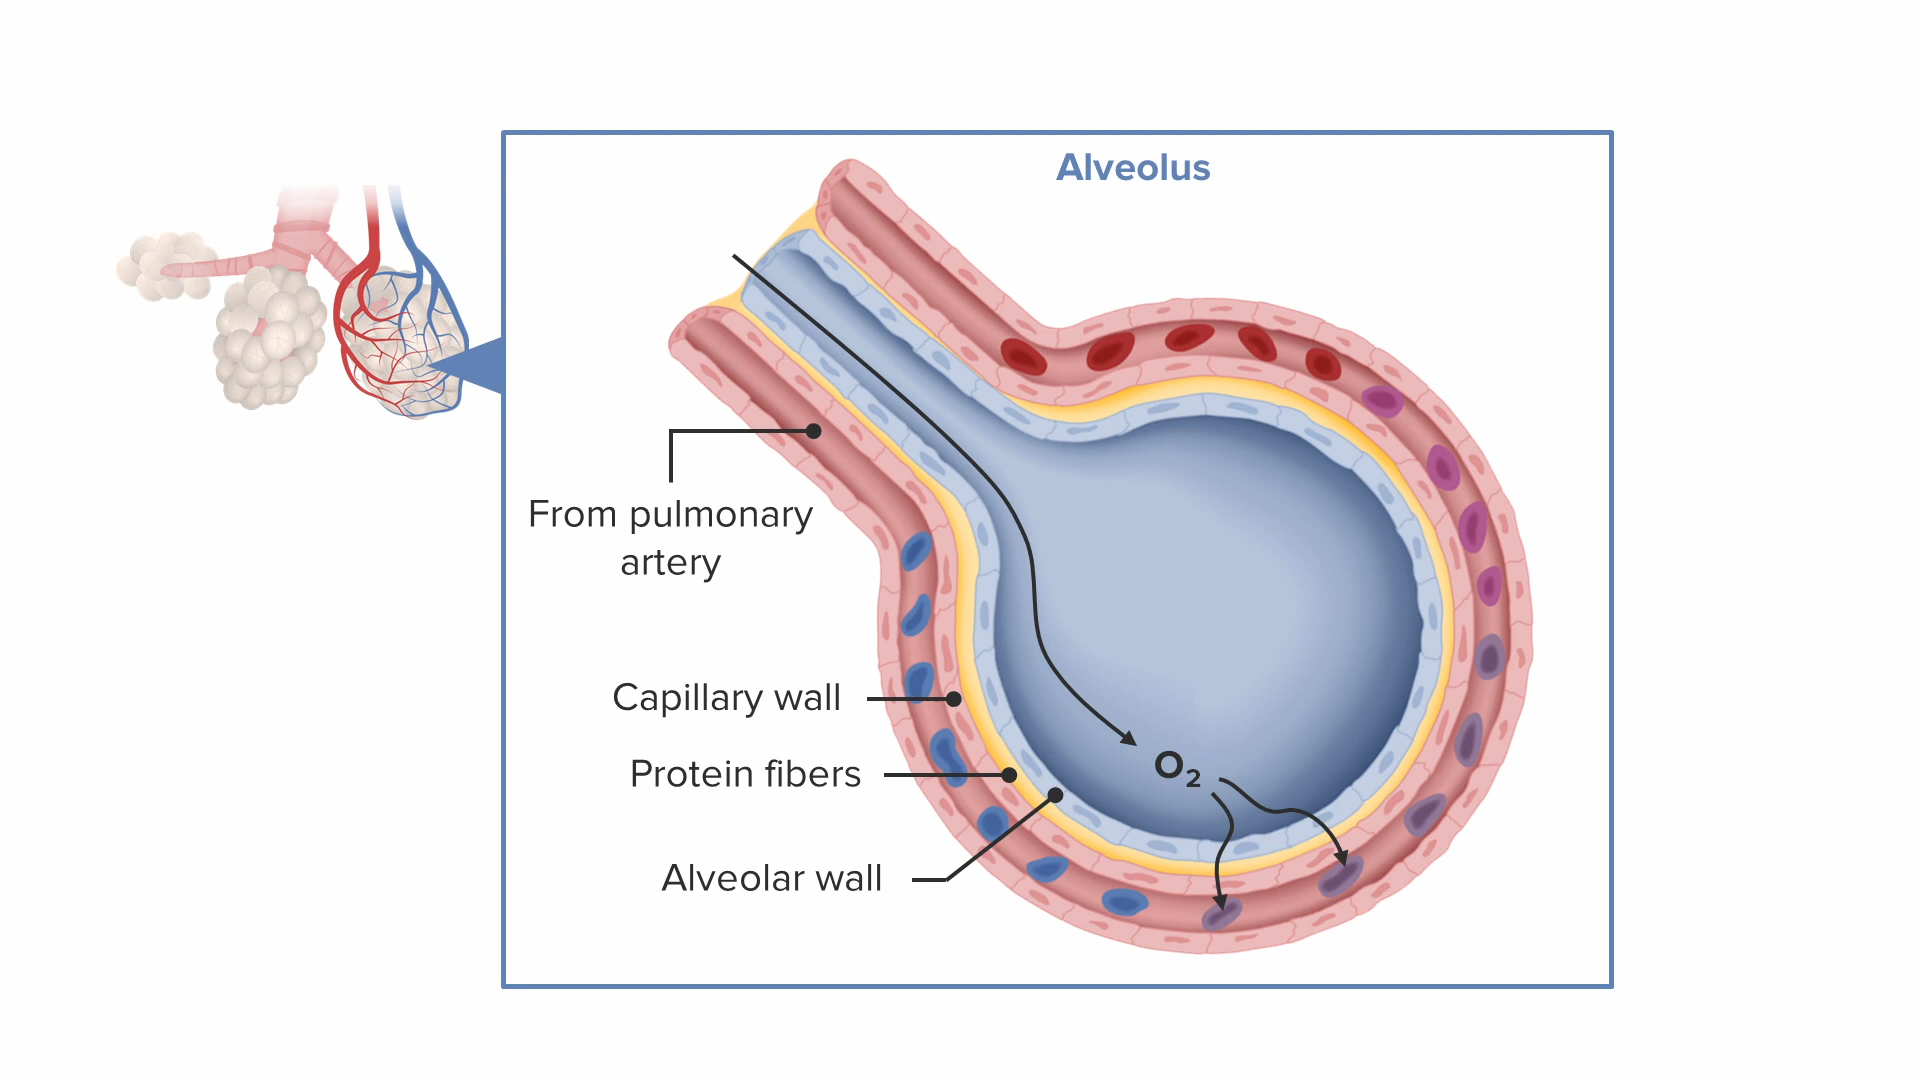 Alveolus
From pulmonary
artery
Capillary wall
Protein fibers
Alveolar wall
O₂